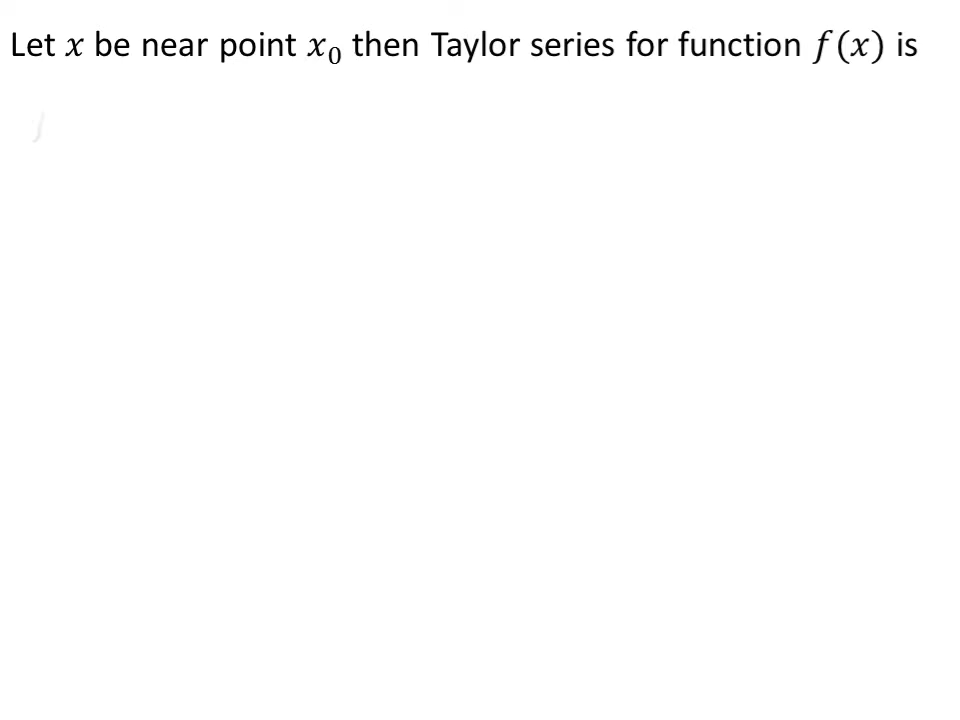 Let 𝑥 be near point 𝑥₀ then Taylor series for function 𝑓(𝑥) is